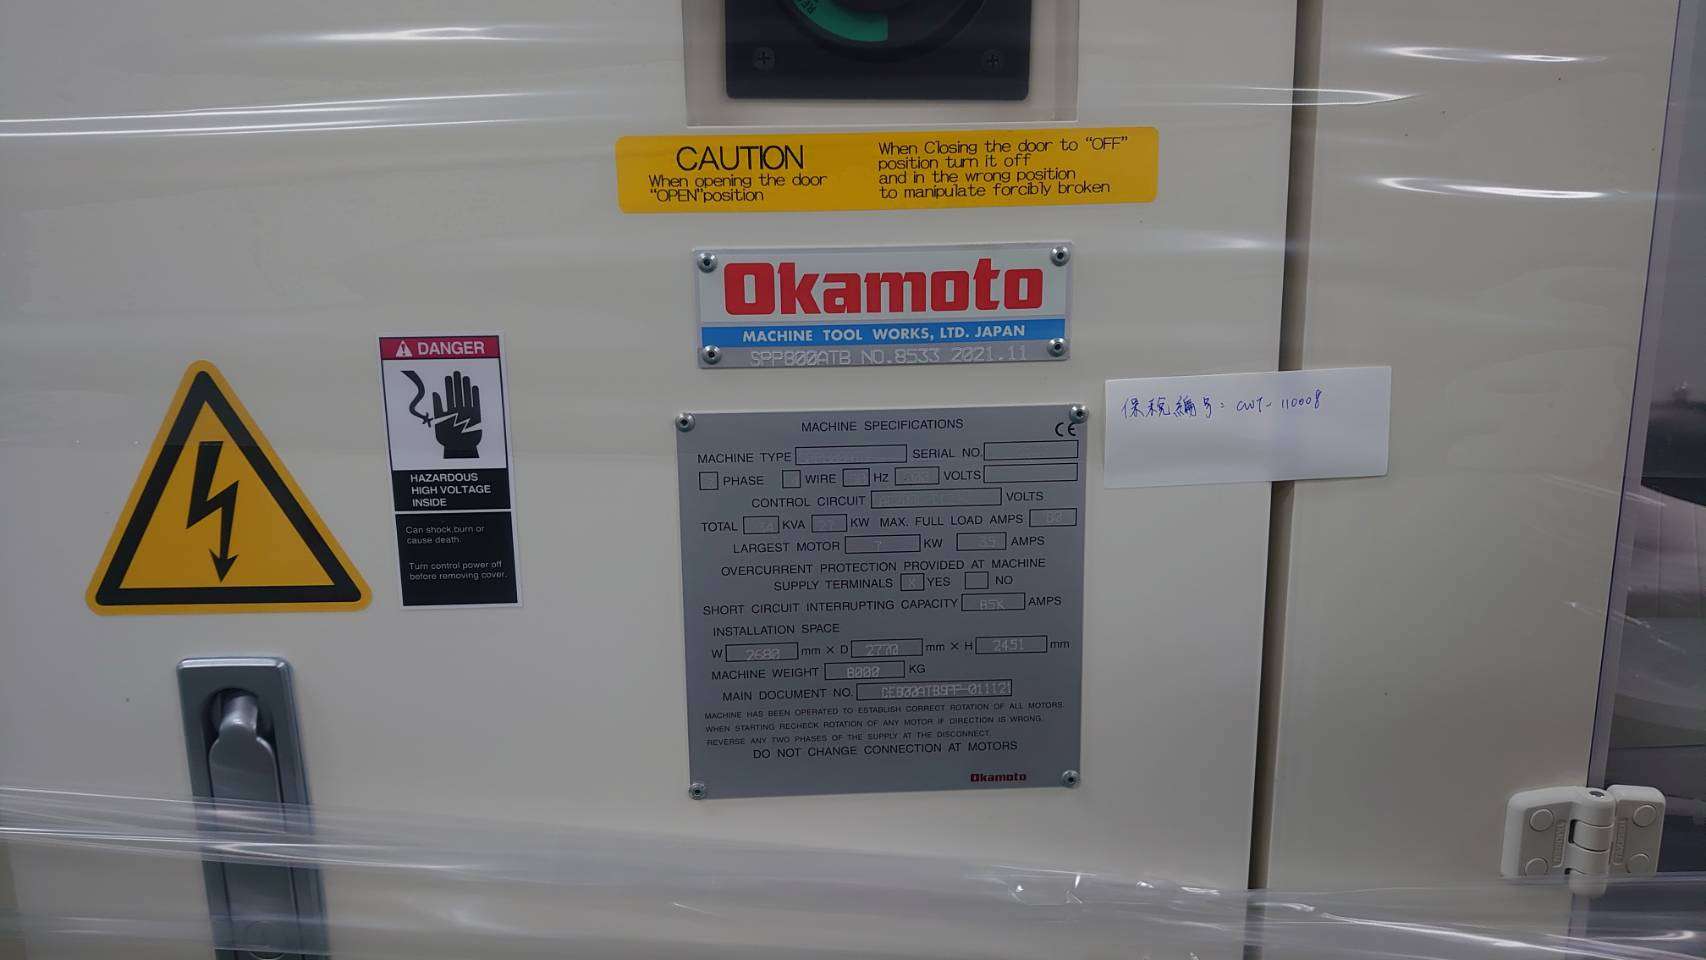 CAUTION
When opening the door
"OPEN"position
When Closing the door to "OFF"
position turn it off
and in the wrong position
to manipulate forcibly broken
Okamoto
MACHINE TOOL WORKS, LTD. JAPAN
SPP800ATB NO.8533 2021.11
DANGER
HAZARDOUS
HIGH VOLTAGE
INSIDE
Can shock,burn or
cause death.
Turn control power off
before removing cover.
保稅編號: CWT-110008
MACHINE SPECIFICATIONS
CE
MACHINE TYPE SERIAL NO.
PHASE WIRE Hz VOLTS
CONTROL CIRCUIT VOLTS
TOTAL KVA KW MAX. FULL LOAD AMPS
LARGEST MOTOR 7 KW AMPS
OVERCURRENT PROTECTION PROVIDED AT MACHINE
SUPPLY TERMINALS X YES NO
SHORT CIRCUIT INTERRUPTING CAPACITY 85K AMPS
INSTALLATION SPACE
W 2680 mm × D 2770 mm × H 2451 mm
MACHINE WEIGHT 8000 KG
MAIN DOCUMENT NO.
MACHINE HAS BEEN OPERATED TO ESTABLISH CORRECT ROTATION OF ALL MOTORS.
WHEN STARTING RECHECK ROTATION OF ANY MOTOR IF DIRECTION IS WRONG.
REVERSE ANY TWO PHASES OF THE SUPPLY AT THE DISCONNECT.
DO NOT CHANGE CONNECTION AT MOTORS
Okamoto